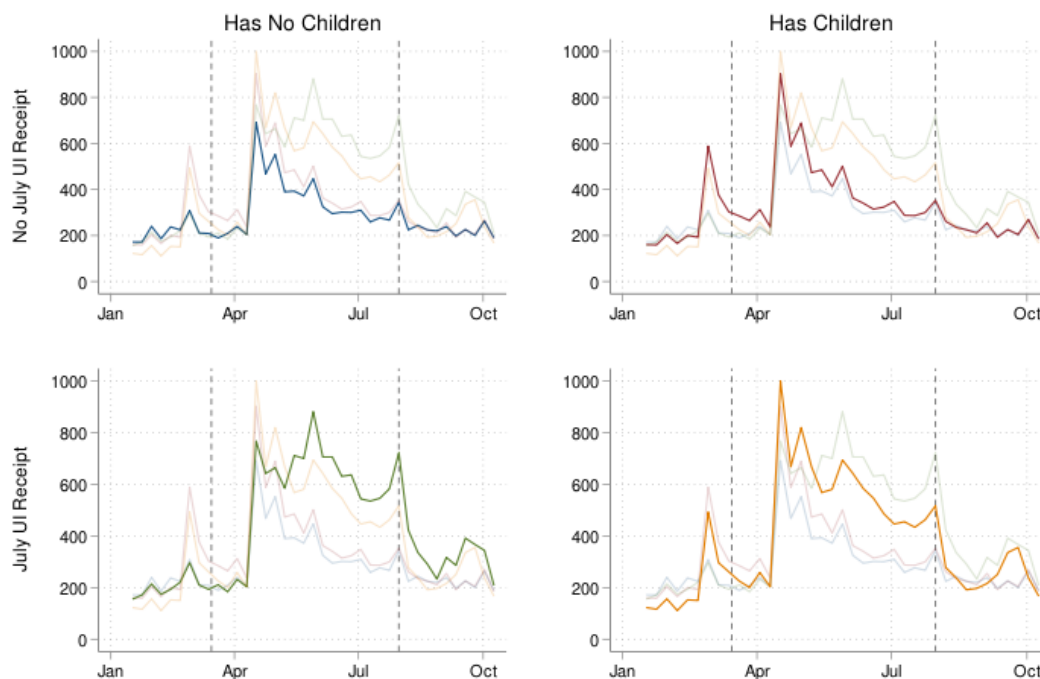 Has No Children
Has Children
No July UI Receipt
1000
800
600
400
200
0
Jan
Apr
Jul
Oct
1000
800
600
400
200
0
Jan
Apr
Jul
Oct
July UI Receipt
1000
800
600
400
200
0
Jan
Apr
Jul
Oct
1000
800
600
400
200
0
Jan
Apr
Jul
Oct